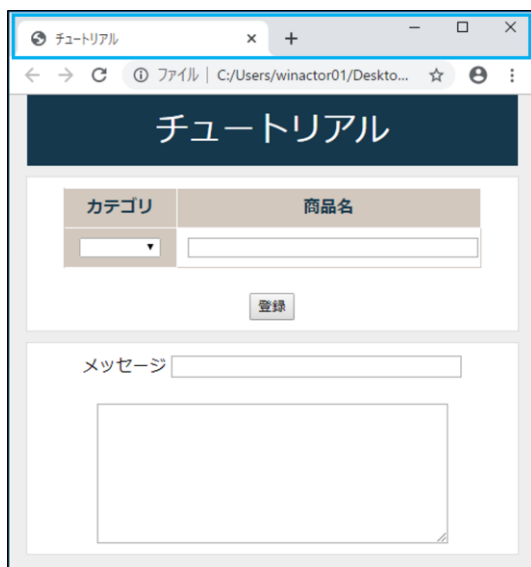 チュートリアル
ファイル | C:/Users/winactor01/Deskto...
チュートリアル
カテゴリ 商品名
登録
メッセージ